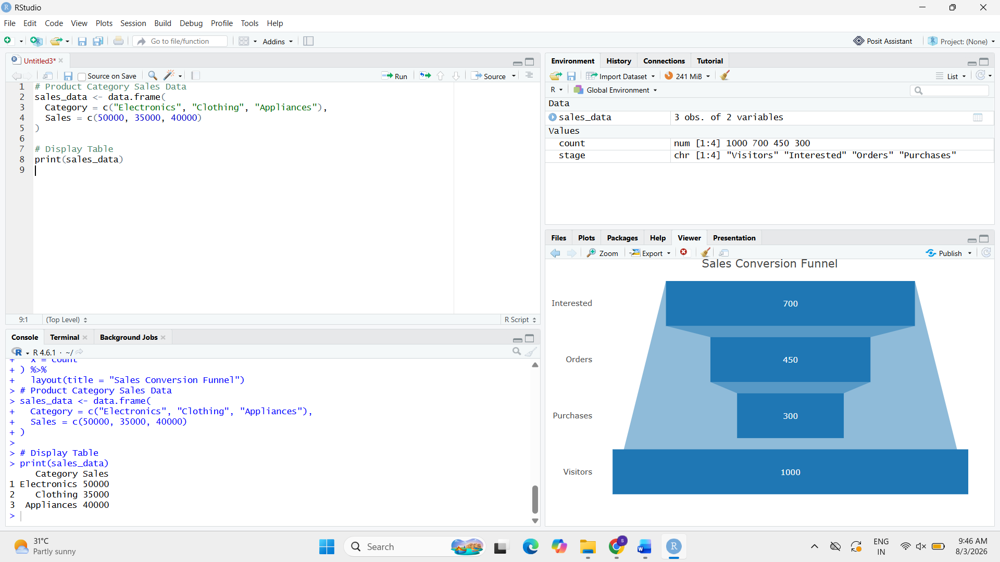 RStudio
File Edit Code View Plots Session Build Debug Profile Tools Help
Go to file/function Addins Posit Assistant Project: (None)
Untitled3*
Source on Save Run Source
1 # Product Category Sales Data
2 sales_data <- data.frame(
3   Category = c("Electronics", "Clothing", "Appliances"),
4   Sales = c(50000, 35000, 40000)
5 )
6
7 # Display Table
8 print(sales_data)
9
9:1 (Top Level) R Script
Console Terminal Background Jobs
R 4.6.1 · ~/
+   x = count
+ ) %>%
+   layout(title = "Sales Conversion Funnel")
> # Product Category Sales Data
> sales_data <- data.frame(
+   Category = c("Electronics", "Clothing", "Appliances"),
+   Sales = c(50000, 35000, 40000)
+ )
>
> # Display Table
> print(sales_data)
     Category Sales
1 Electronics 50000
2    Clothing 35000
3  Appliances 40000
>
Environment History Connections Tutorial
Import Dataset 241 MiB List
R Global Environment
Data
sales_data 3 obs. of 2 variables
Values
count num [1:4] 1000 700 450 300
stage chr [1:4] "Visitors" "Interested" "Orders" "Purchases"
Files Plots Packages Help Viewer Presentation
Zoom Export Publish
Sales Conversion Funnel
Interested 700
Orders 450
Purchases 300
Visitors 1000
31°C
Partly sunny
Search
ENG
IN
9:46 AM
8/3/2026